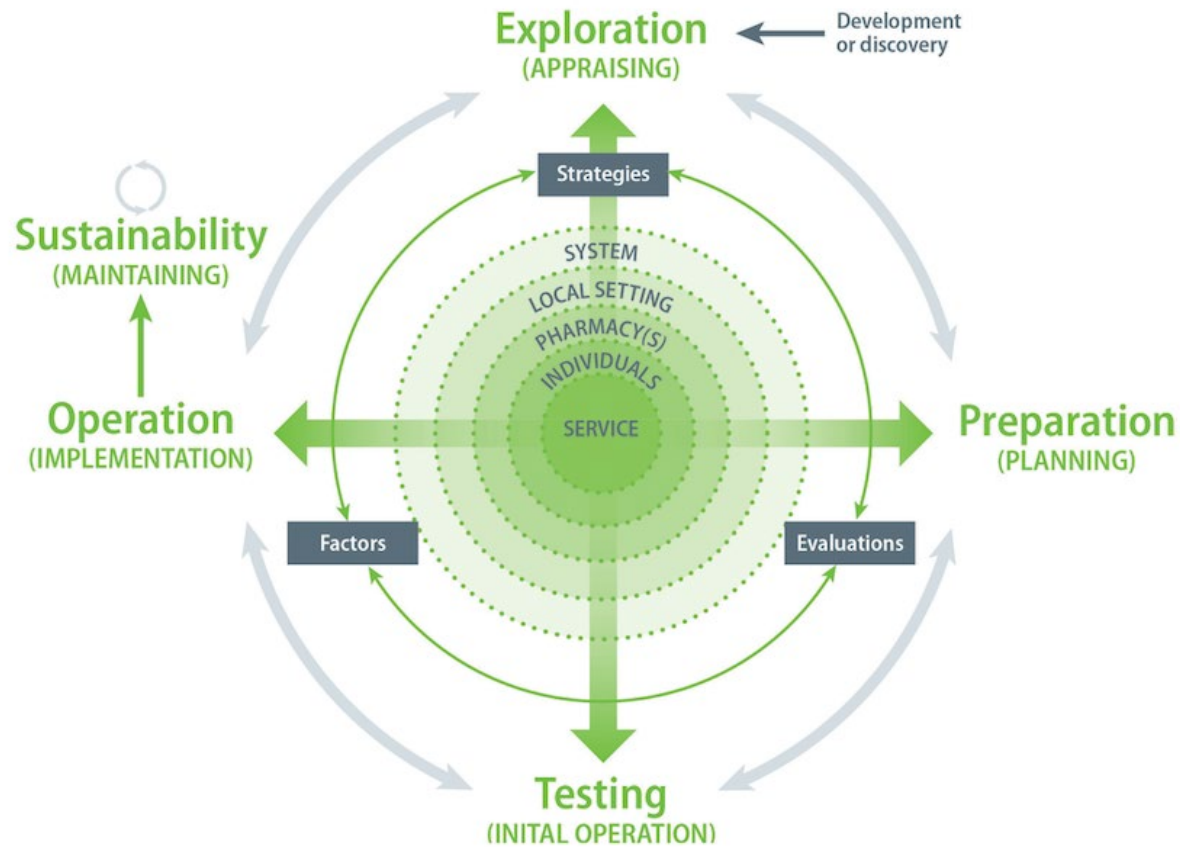 Exploration
(APPRAISING)
Development
or discovery
Strategies
SYSTEM
LOCAL SETTING
PHARMACY(S)
INDIVIDUALS
SERVICE
Sustainability
(MAINTAINING)
Operation
(IMPLEMENTATION)
Preparation
(PLANNING)
Factors
Evaluations
Testing
(INITAL OPERATION)